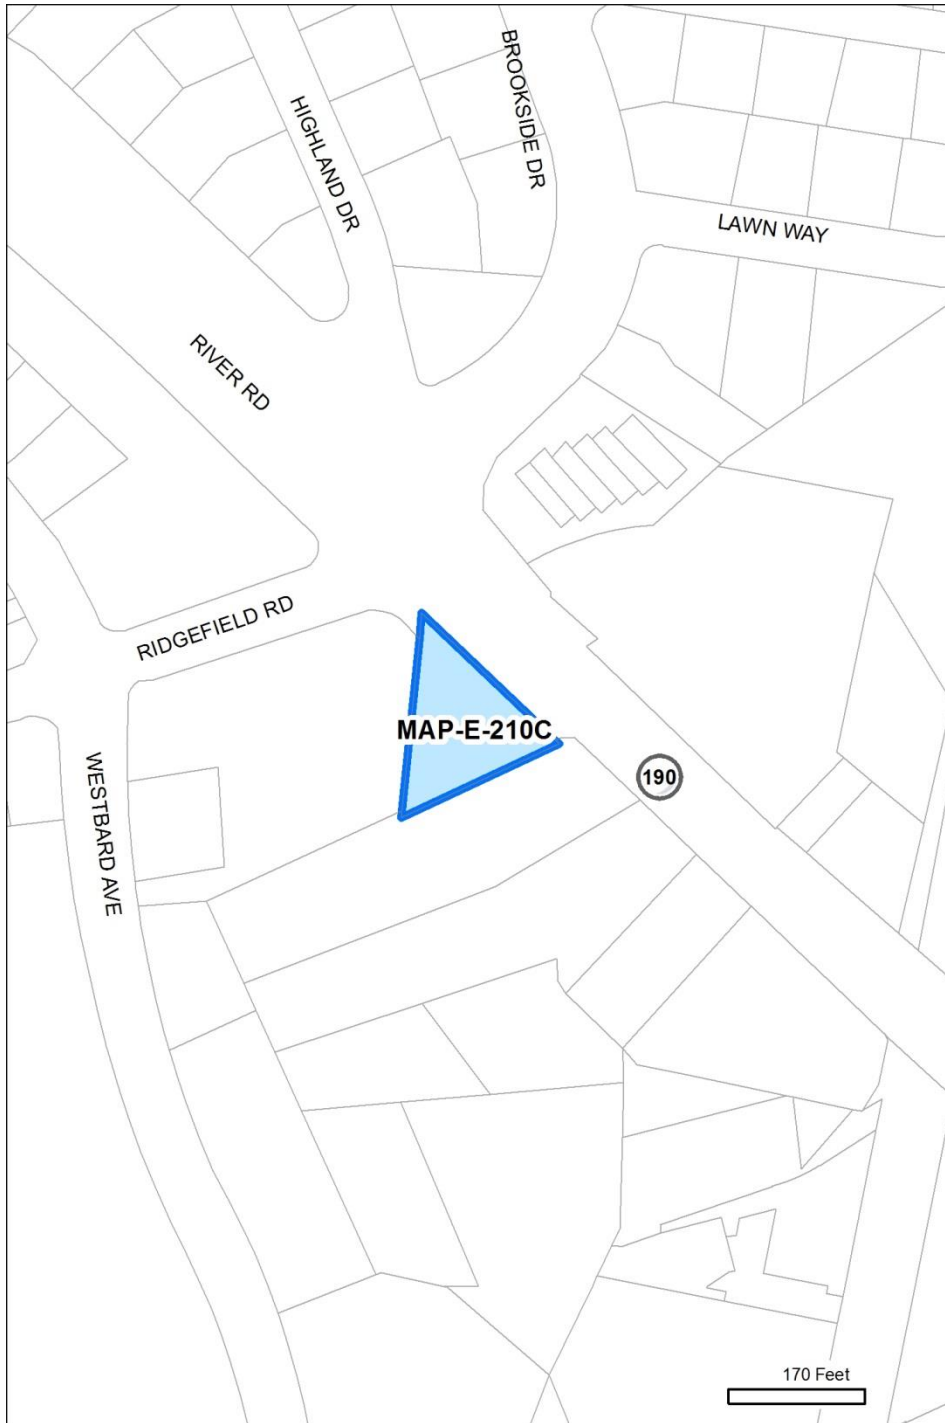 BROOKSIDE DR
HIGHLAND DR
LAWN WAY
RIVER RD
RIDGEFIELD RD
MAP-E-210C
190
WESTBARD AVE
170 Feet